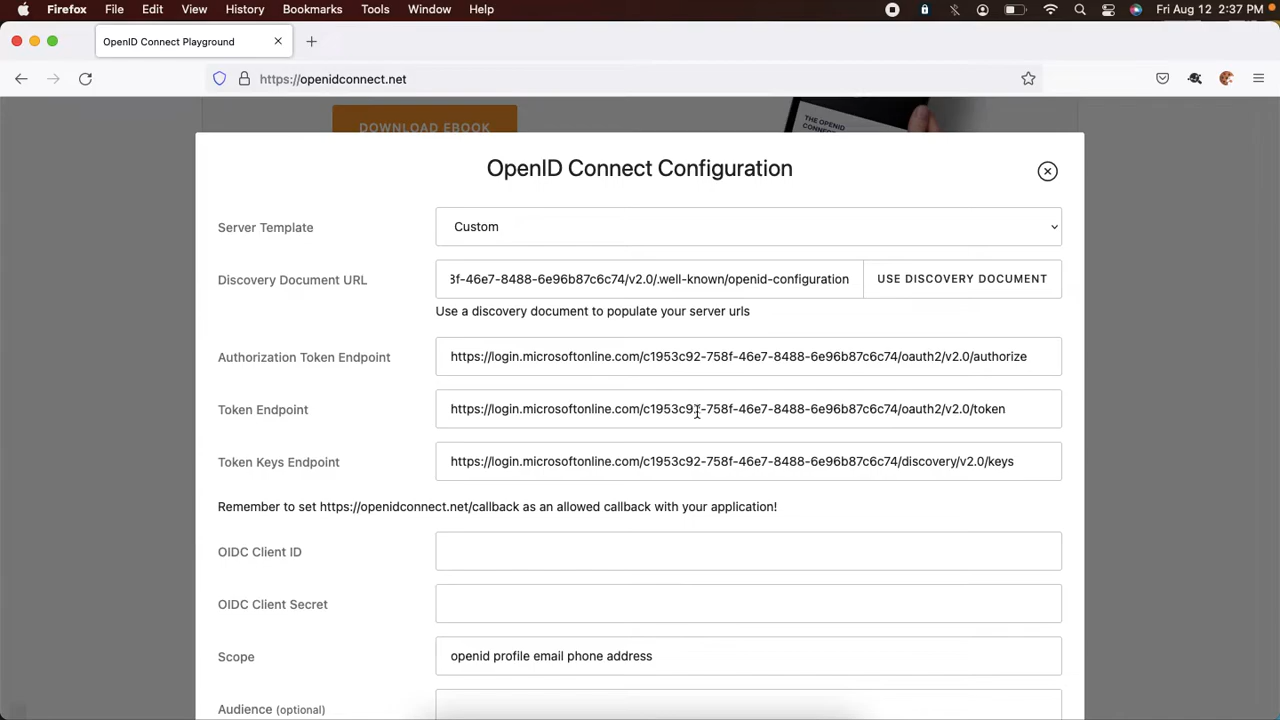 Firefox File Edit View History Bookmarks Tools Window Help Fri Aug 12 2:37 PM
OpenID Connect Playground
https://openidconnect.net
DOWNLOAD EBOOK
THE OPENID
OpenID Connect Configuration
Server Template Custom
Discovery Document URL 3f-46e7-8488-6e96b87c6c74/v2.0/.well-known/openid-configuration USE DISCOVERY DOCUMENT
Use a discovery document to populate your server urls
Authorization Token Endpoint https://login.microsoftonline.com/c1953c92-758f-46e7-8488-6e96b87c6c74/oauth2/v2.0/authorize
Token Endpoint https://login.microsoftonline.com/c1953c92-758f-46e7-8488-6e96b87c6c74/oauth2/v2.0/token
Token Keys Endpoint https://login.microsoftonline.com/c1953c92-758f-46e7-8488-6e96b87c6c74/discovery/v2.0/keys
Remember to set https://openidconnect.net/callback as an allowed callback with your application!
OIDC Client ID
OIDC Client Secret
Scope openid profile email phone address
Audience (optional)